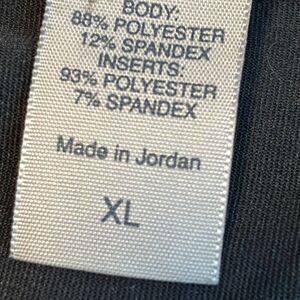 BODY:
88% POLYESTER
12% SPANDEX
INSERTS:
93% POLYESTER
7% SPANDEX
Made in Jordan
XL